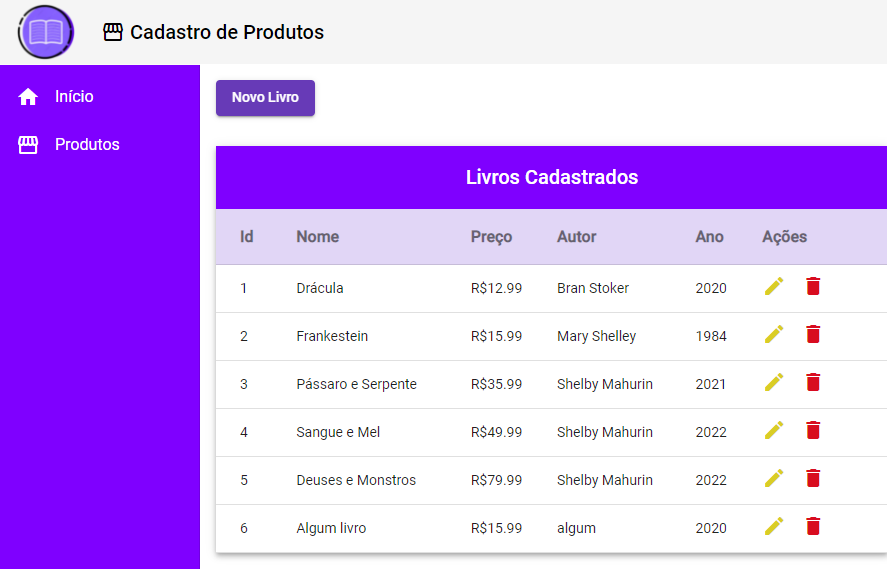 Cadastro de Produtos
Início
Produtos
Novo Livro
Livros Cadastrados
Id Nome Preço Autor Ano Ações
1 Drácula R$12.99 Bran Stoker 2020
2 Frankestein R$15.99 Mary Shelley 1984
3 Pássaro e Serpente R$35.99 Shelby Mahurin 2021
4 Sangue e Mel R$49.99 Shelby Mahurin 2022
5 Deuses e Monstros R$79.99 Shelby Mahurin 2022
6 Algum livro R$15.99 algum 2020